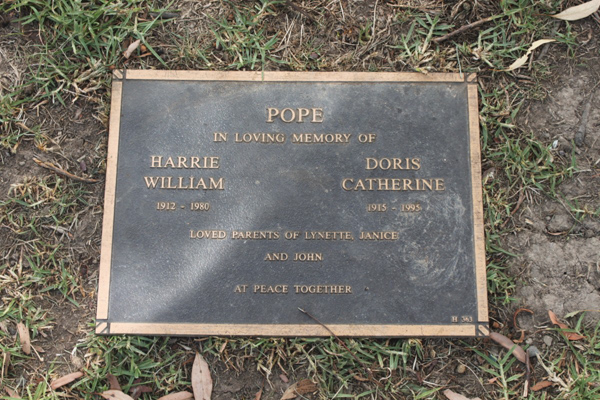 POPE
IN LOVING MEMORY OF
HARRIE DORIS
WILLIAM CATHERINE
1912 - 1980 1915 - 1995
LOVED PARENTS OF LYNETTE, JANICE
AND JOHN
AT PEACE TOGETHER
H 363